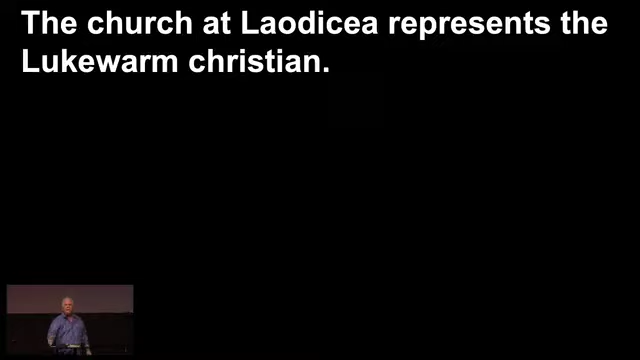 The church at Laodicea represents the
Lukewarm christian.